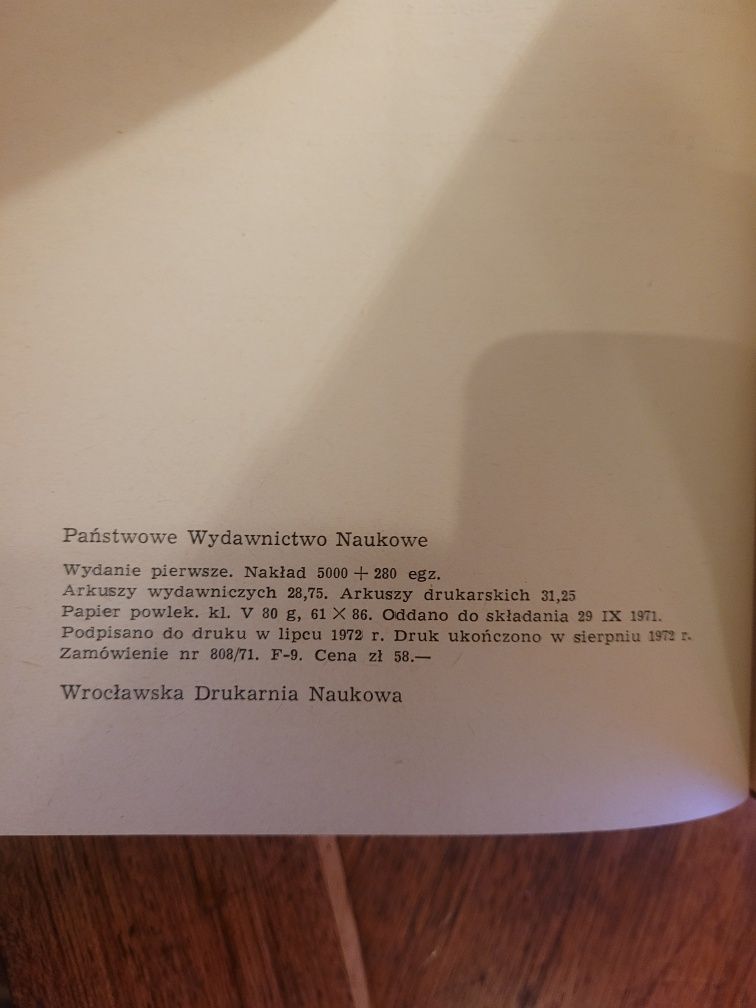 Państwowe Wydawnictwo Naukowe
Wydanie pierwsze. Nakład 5000 + 280 egz.
Arkuszy wydawniczych 28,75. Arkuszy drukarskich 31,25
Papier powlek. kl. V 80 g, 61 × 86. Oddano do składania 29 IX 1971.
Podpisano do druku w lipcu 1972 r. Druk ukończono w sierpniu 1972 r.
Zamówienie nr 808/71. F-9. Cena zł 58.—
Wrocławska Drukarnia Naukowa